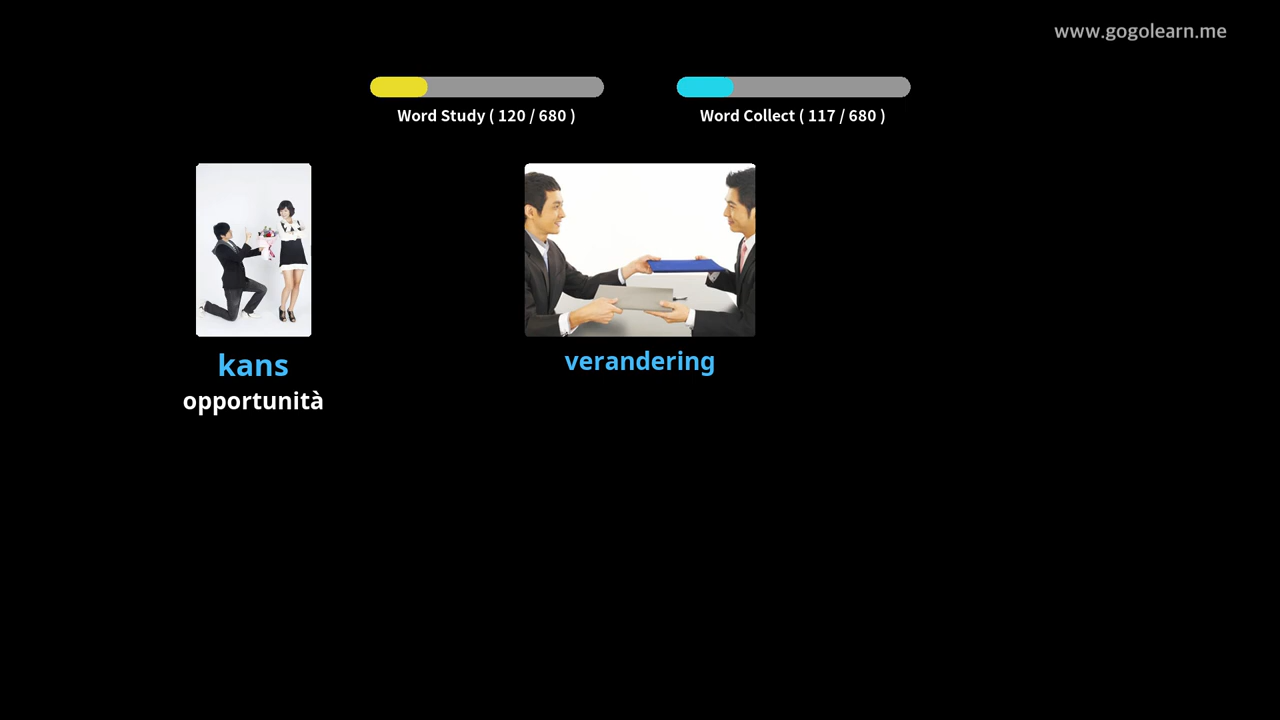 www.gogolearn.me
Word Study ( 120 / 680 )
Word Collect ( 117 / 680 )
kans
opportunità
verandering